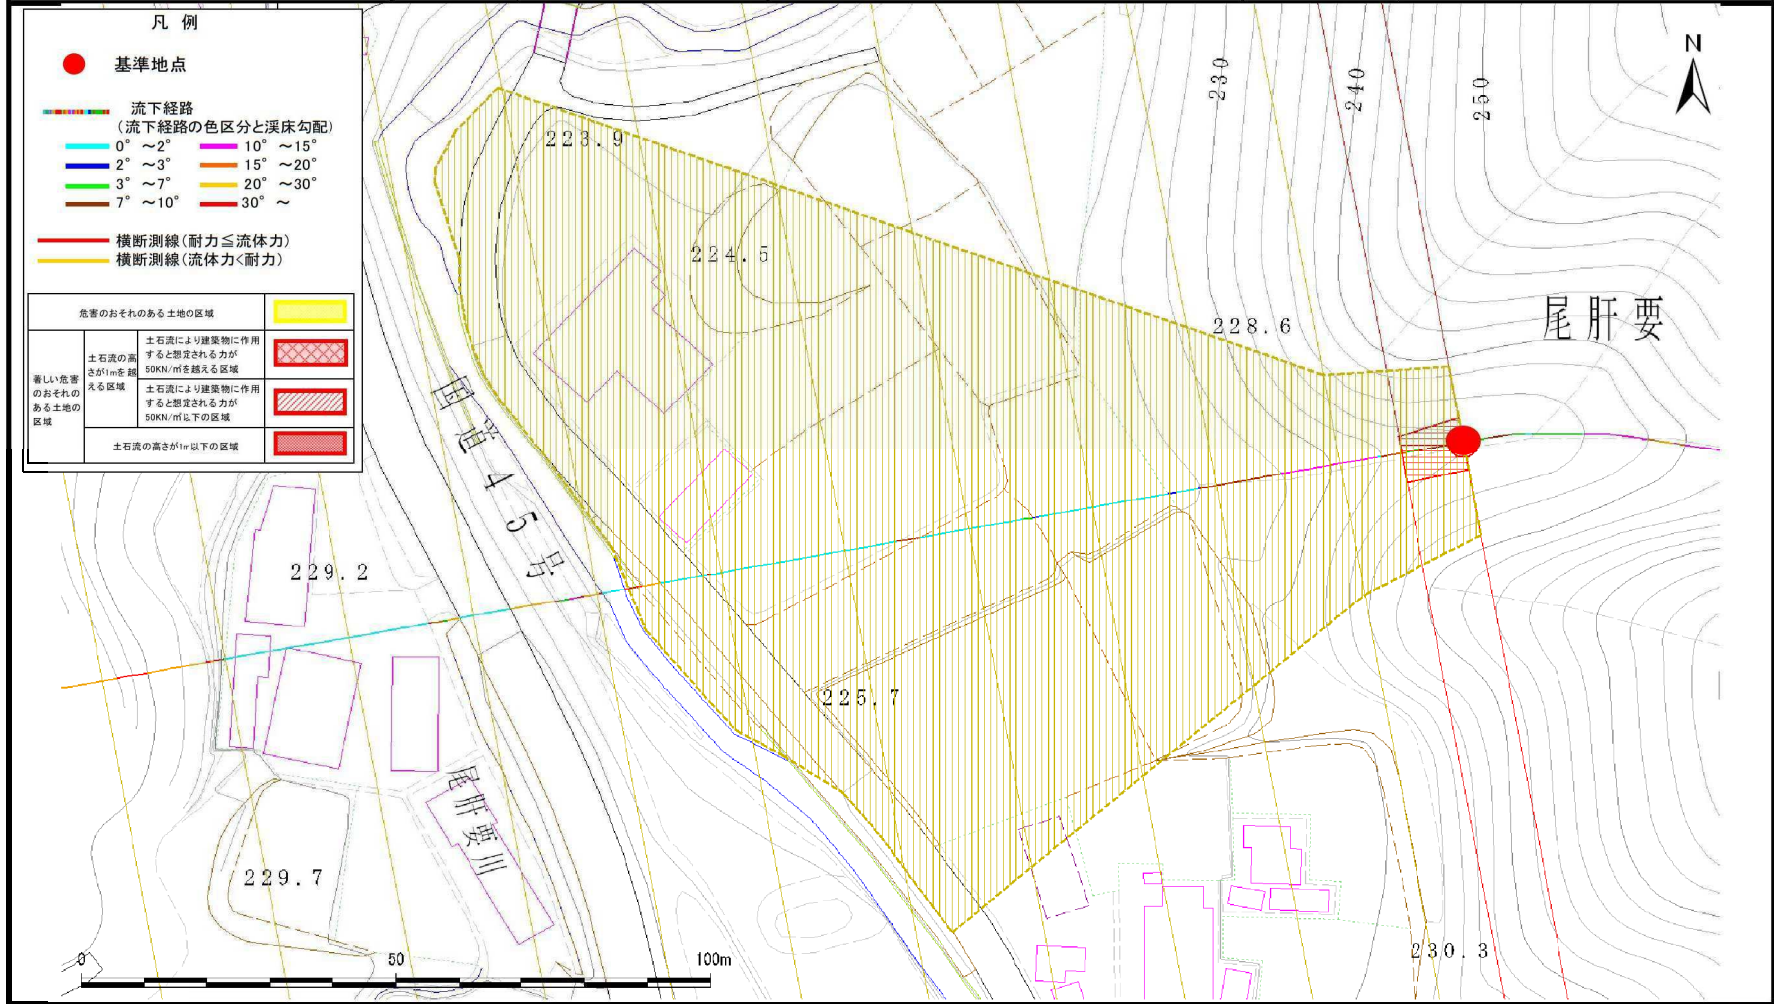 凡 例
基準地点
流下経路
(流下経路の色区分と渓床勾配)
0° ～2°
10° ～15°
2° ～3°
15° ～20°
3° ～7°
20° ～30°
7° ～10°
30° ～
横断測線(耐力≦流体力)
横断測線(流体力<耐力)
危害のおそれのある土地の区域
著しい危害
のおそれの
ある土地の
区域
土石流の高
さが1mを越
える区域
土石流により建築物に作用
すると想定される力が
50KN/㎡を越える区域
土石流により建築物に作用
すると想定される力が
50KN/㎡以下の区域
土石流の高さが1m以下の区域
N
230
240
250
223.9
224.5
228.6
尾肝要
国道45号
229.2
225.7
尾肝要川
229.7
230.3
0
50
100m